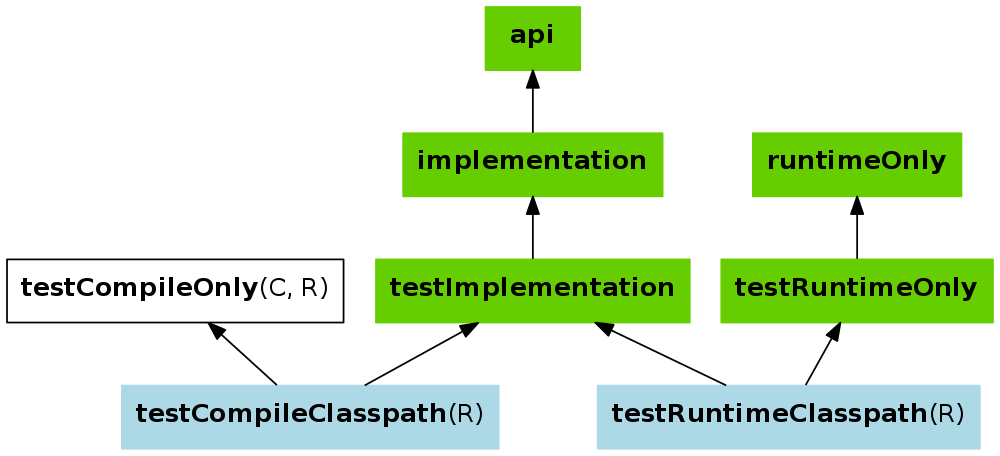 api
implementation
runtimeOnly
testCompileOnly(C, R)
testImplementation
testRuntimeOnly
testCompileClasspath(R)
testRuntimeClasspath(R)